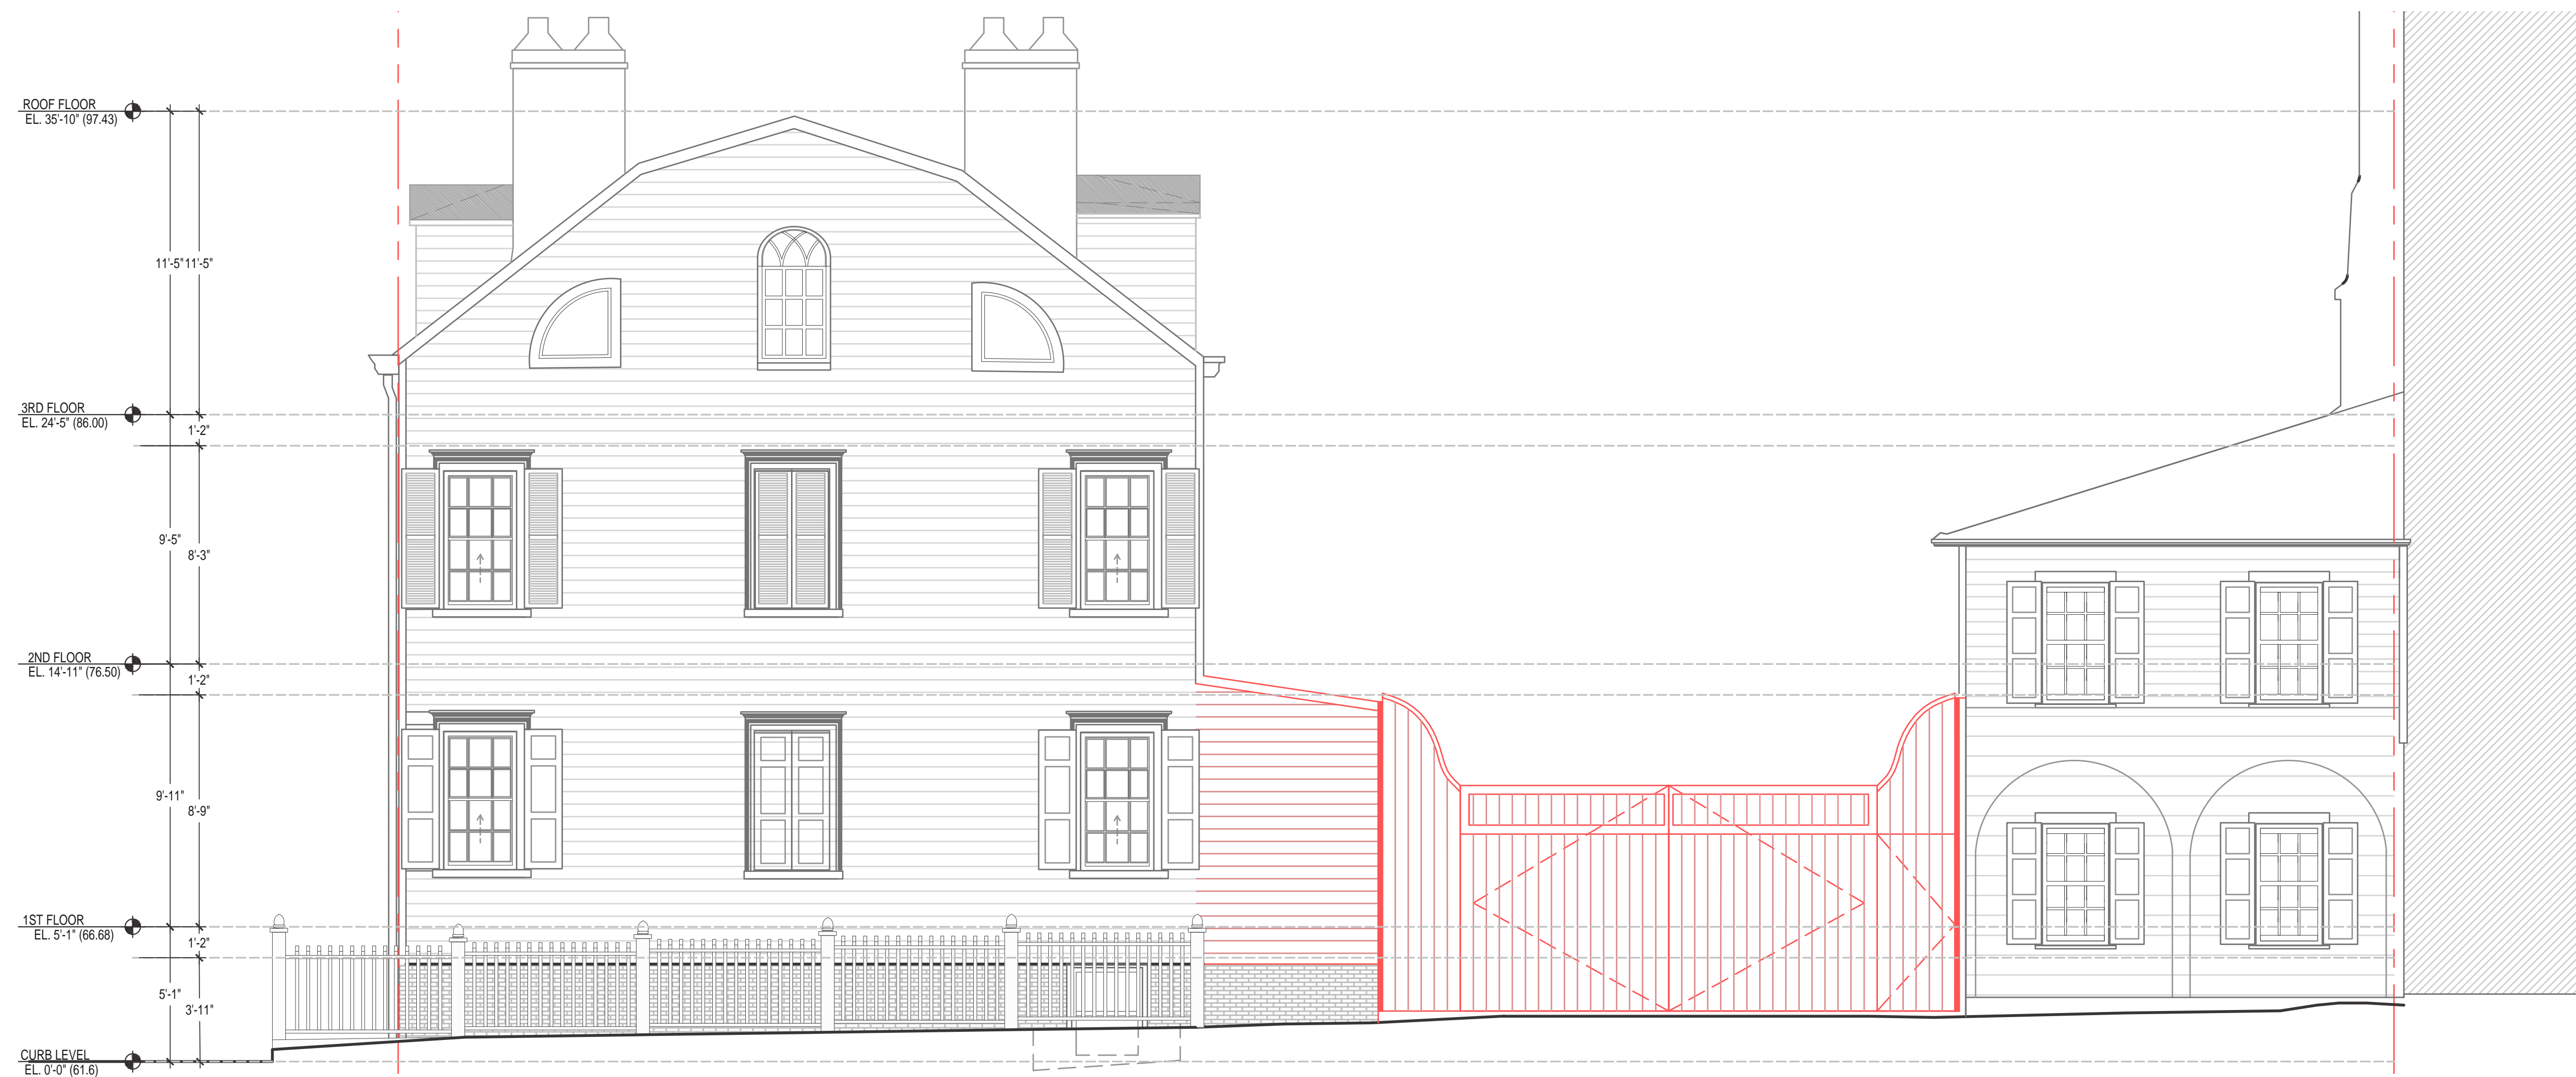 ROOF FLOOR
EL. 35'-10" (97.43)
11'-5" 11'-5"
3RD FLOOR
EL. 24'-5" (86.00)
1'-2"
9'-5"
8'-3"
2ND FLOOR
EL. 14'-11" (76.50)
1'-2"
9'-11"
8'-9"
1ST FLOOR
EL. 5'-1" (66.68)
1'-2"
5'-1"
3'-11"
CURB LEVEL
EL. 0'-0" (61.6)